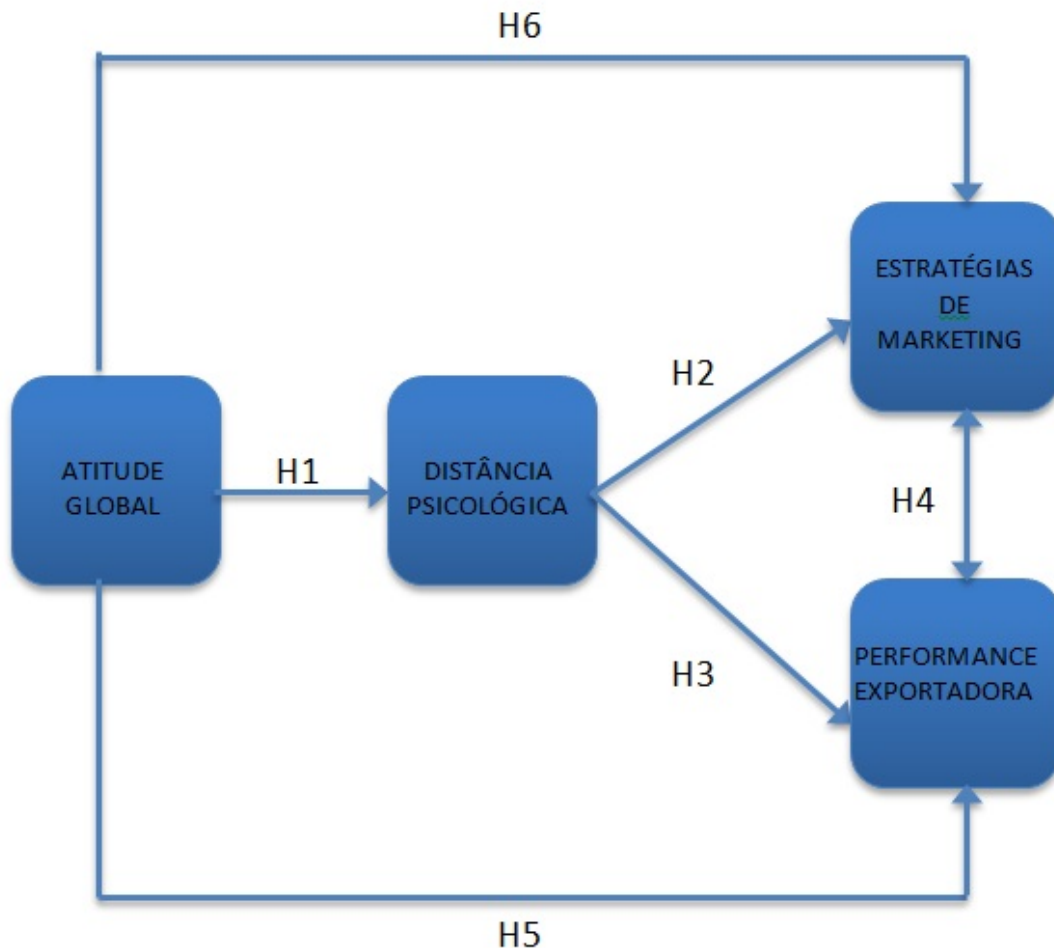 H6
ESTRATÉGIAS
DE
MARKETING
H2
ATITUDE
GLOBAL
H1
DISTÂNCIA
PSICOLÓGICA
H4
H3
PERFORMANCE
EXPORTADORA
H5